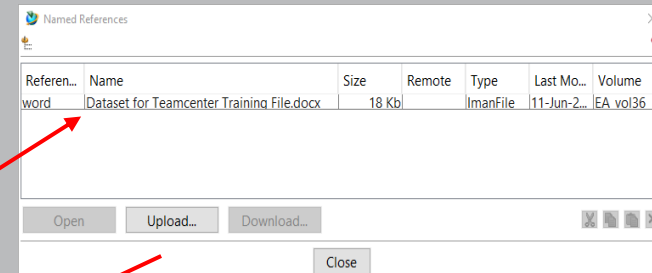 Named References
Referen... Name Size Remote Type Last Mo... Volume
word Dataset for Teamcenter Training File.docx 18 Kb ImanFile 11-Jun-2... EA_vol36
Open Upload... Download...
Close